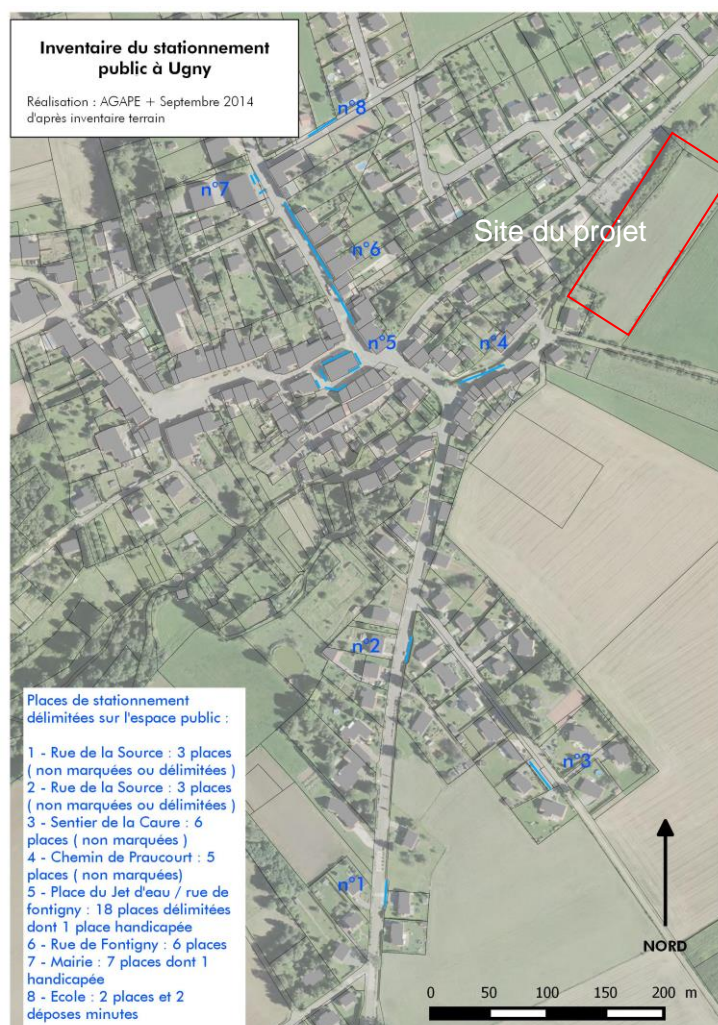 Inventaire du stationnement
public à Ugny
Réalisation : AGAPE + Septembre 2014
d'après inventaire terrain
n°8
n°7
Site du projet
n°6
n°5
n°4
n°2
n°3
n°1
Places de stationnement
délimitées sur l'espace public :
1 - Rue de la Source : 3 places
( non marquées ou délimitées )
2 - Rue de la Source : 3 places
( non marquées ou délimitées )
3 - Sentier de la Caure : 6
places ( non marquées )
4 - Chemin de Praucourt : 5
places ( non marquées)
5 - Place du Jet d'eau / rue de
fontigny : 18 places délimitées
dont 1 place handicapée
6 - Rue de Fontigny : 6 places
7 - Mairie : 7 places dont 1
handicapée
8 - Ecole : 2 places et 2
déposes minutes
NORD
0 50 100 150 200 m